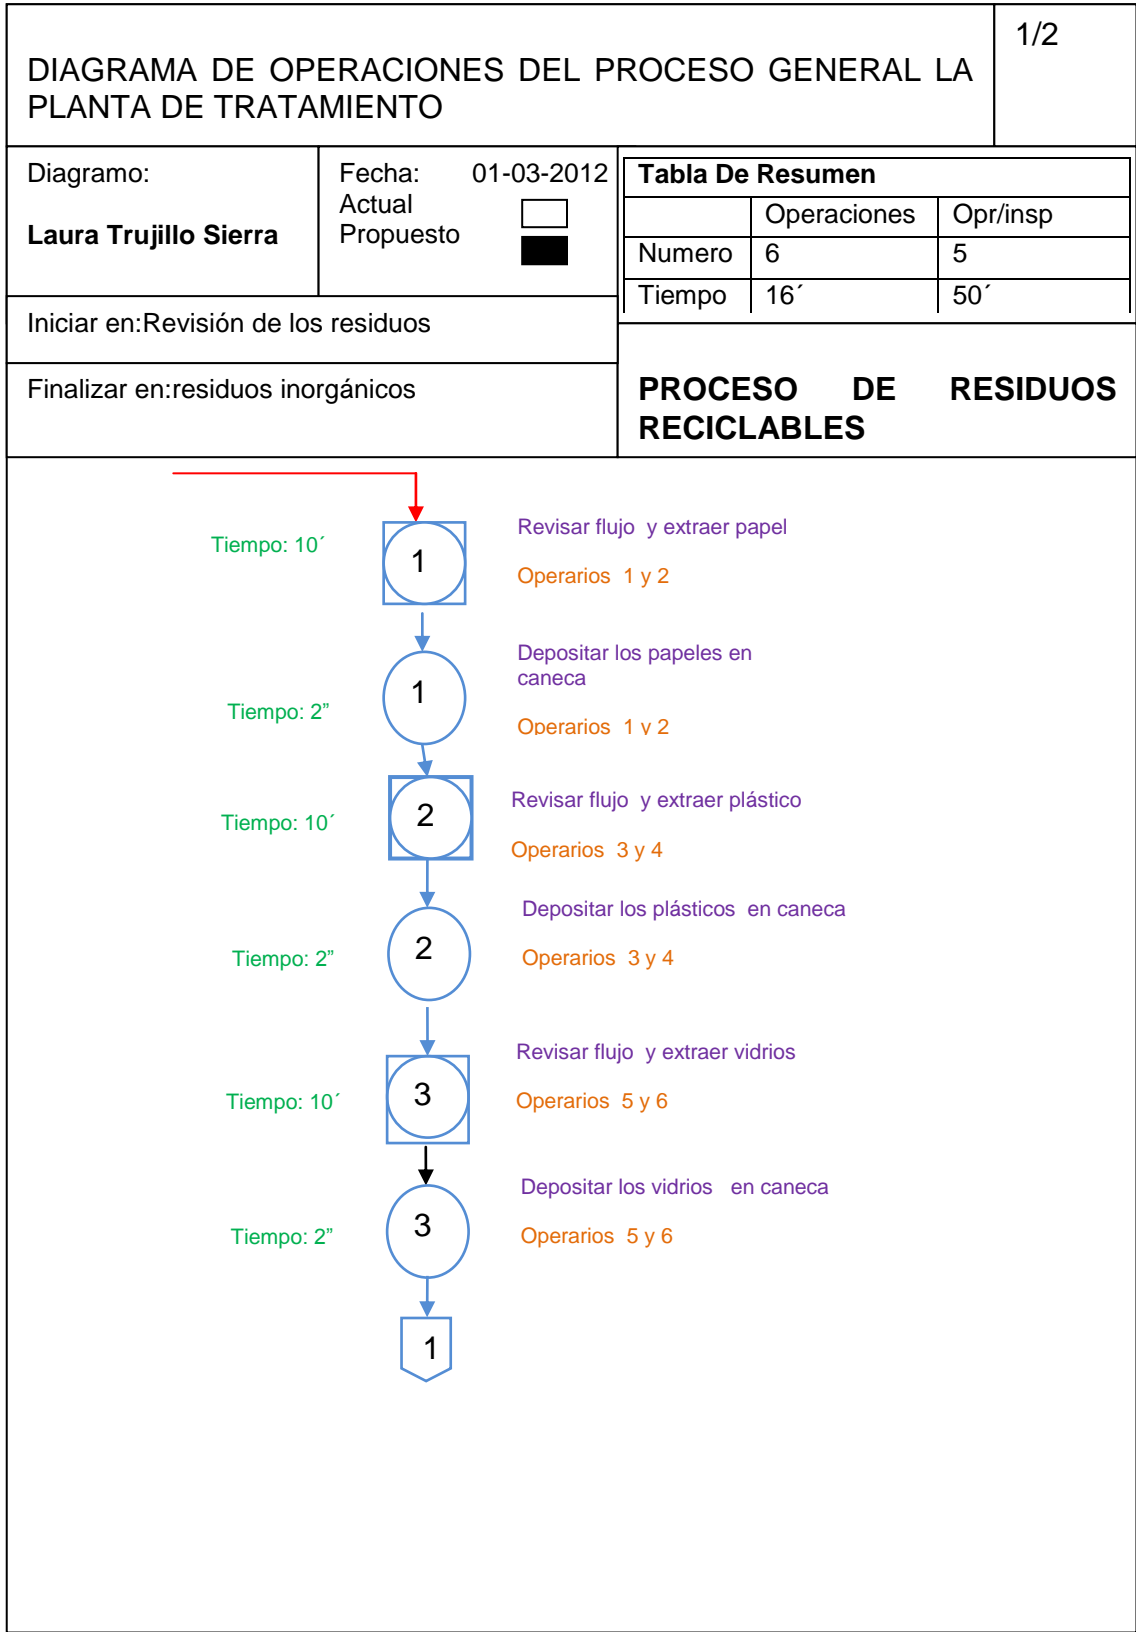 DIAGRAMA DE OPERACIONES DEL PROCESO GENERAL LA
PLANTA DE TRATAMIENTO
1/2
Diagramo:
Laura Trujillo Sierra
Fecha: 01-03-2012
Actual
Propuesto
Tabla De Resumen
Operaciones Opr/insp
Numero 6 5
Tiempo 16´ 50´
Iniciar en:Revisión de los residuos
Finalizar en:residuos inorgánicos
PROCESO DE RESIDUOS
RECICLABLES
Tiempo: 10´
1
Revisar flujo y extraer papel
Operarios 1 y 2
Tiempo: 2”
1
Depositar los papeles en
caneca
Operarios 1 y 2
Tiempo: 10´
2
Revisar flujo y extraer plástico
Operarios 3 y 4
Tiempo: 2”
2
Depositar los plásticos en caneca
Operarios 3 y 4
Tiempo: 10´
3
Revisar flujo y extraer vidrios
Operarios 5 y 6
Tiempo: 2”
3
Depositar los vidrios en caneca
Operarios 5 y 6
1